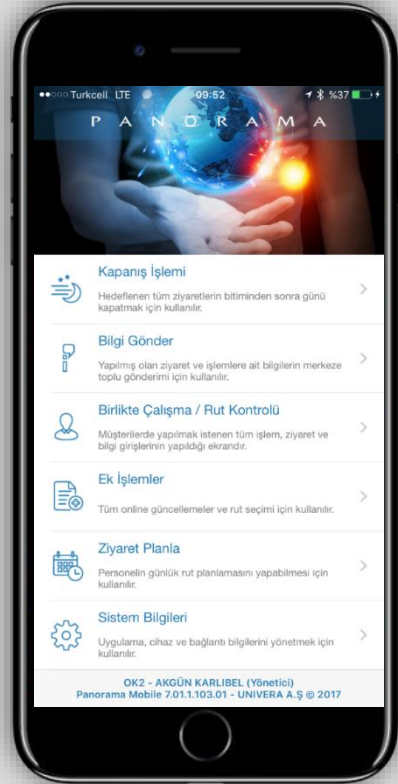 Turkcell LTE 09:52 %37
PANORAMA
Kapanış İşlemi
Hedeflenen tüm ziyaretlerin bitiminden sonra günü
kapatmak için kullanılır.
Bilgi Gönder
Yapılmış olan ziyaret ve işlemlere ait bilgilerin merkeze
toplu gönderimi için kullanılır.
Birlikte Çalışma / Rut Kontrolü
Müşterilerde yapılmak istenen tüm işlem, ziyaret ve
bilgi girişlerinin yapıldığı ekrandır.
Ek İşlemler
Tüm online güncellemeler ve rut seçimi için kullanılır.
Ziyaret Planla
Personelin günlük rut planlamasını yapabilmesi için
kullanılır.
Sistem Bilgileri
Uygulama, cihaz ve bağlantı bilgilerini yönetmek için
kullanılır.
OK2 - AKGÜN KARLIBEL (Yönetici)
Panorama Mobile 7.01.1.103.01 - UNIVERA A.Ş © 2017